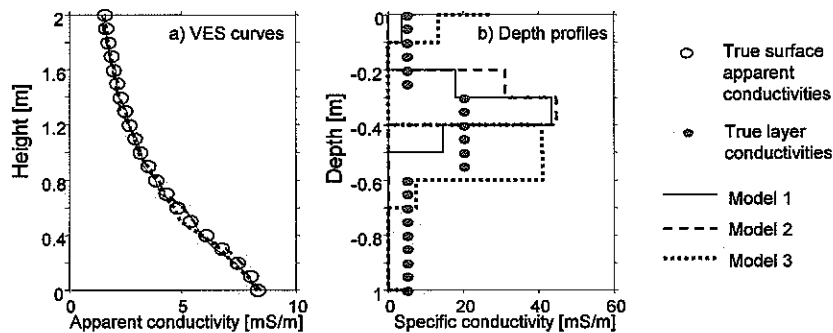 a) VES curves
Height [m]
2
1.6
1.2
0.8
0.4
0
0
5
10
Apparent conductivity [mS/m]
b) Depth profiles
Depth [m]
0
-0.2
-0.4
-0.6
-0.8
1
0
20
40
60
Specific conductivity [mS/m]
True surface
apparent
conductivities
True layer
conductivities
Model 1
Model 2
Model 3